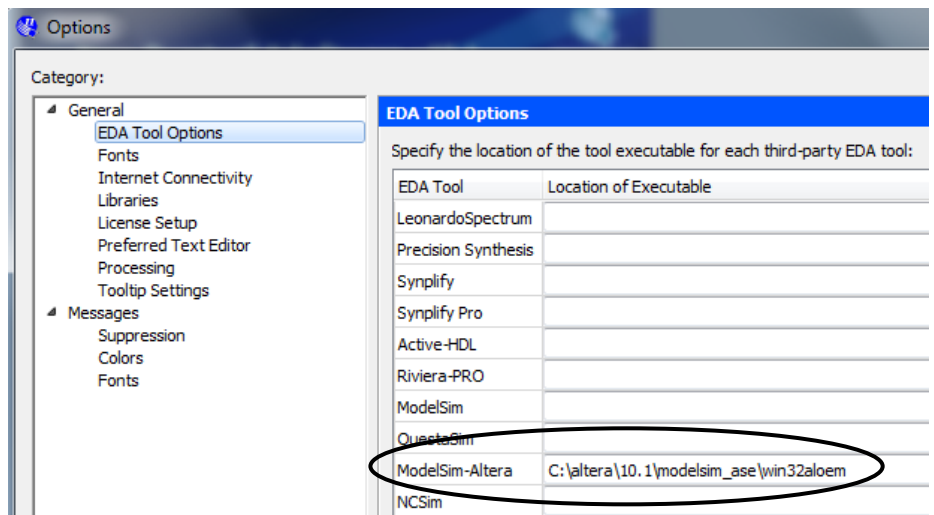 Options
Category:
General
EDA Tool Options
Fonts
Internet Connectivity
Libraries
License Setup
Preferred Text Editor
Processing
Tooltip Settings
Messages
Suppression
Colors
Fonts
EDA Tool Options
Specify the location of the tool executable for each third-party EDA tool:
EDA Tool Location of Executable
LeonardoSpectrum
Precision Synthesis
Synplify
Synplify Pro
Active-HDL
Riviera-PRO
ModelSim
QuestaSim
ModelSim-Altera C:\altera\10.1\modelsim_ase\win32aloem
NCSim